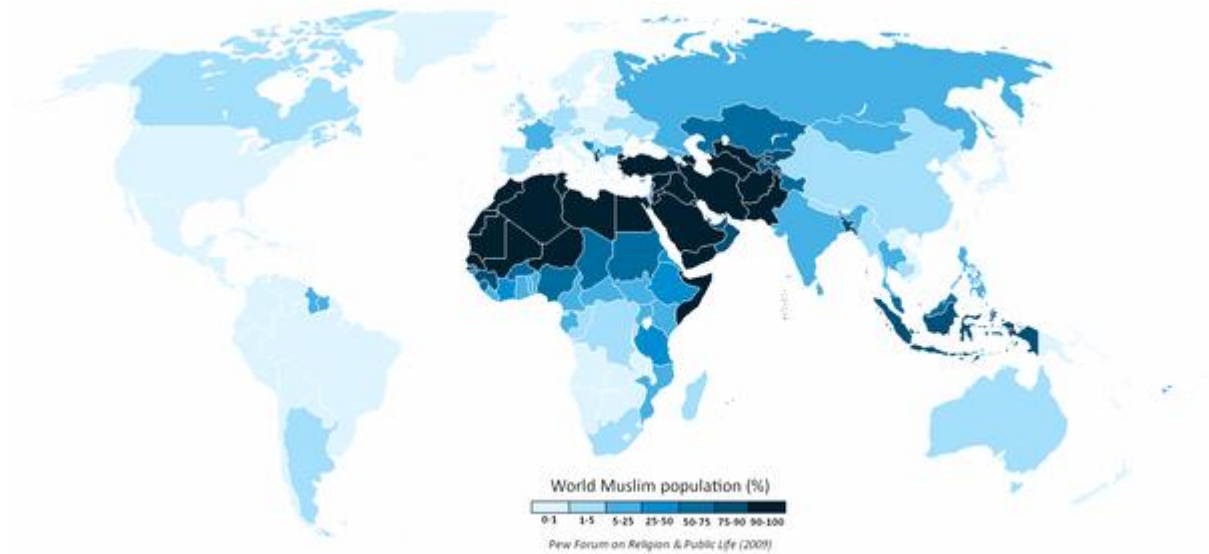 World Muslim population (%)
0-1 1-5 5-25 25-50 50-75 75-90 90-100
Pew Forum on Religion & Public Life (2009)